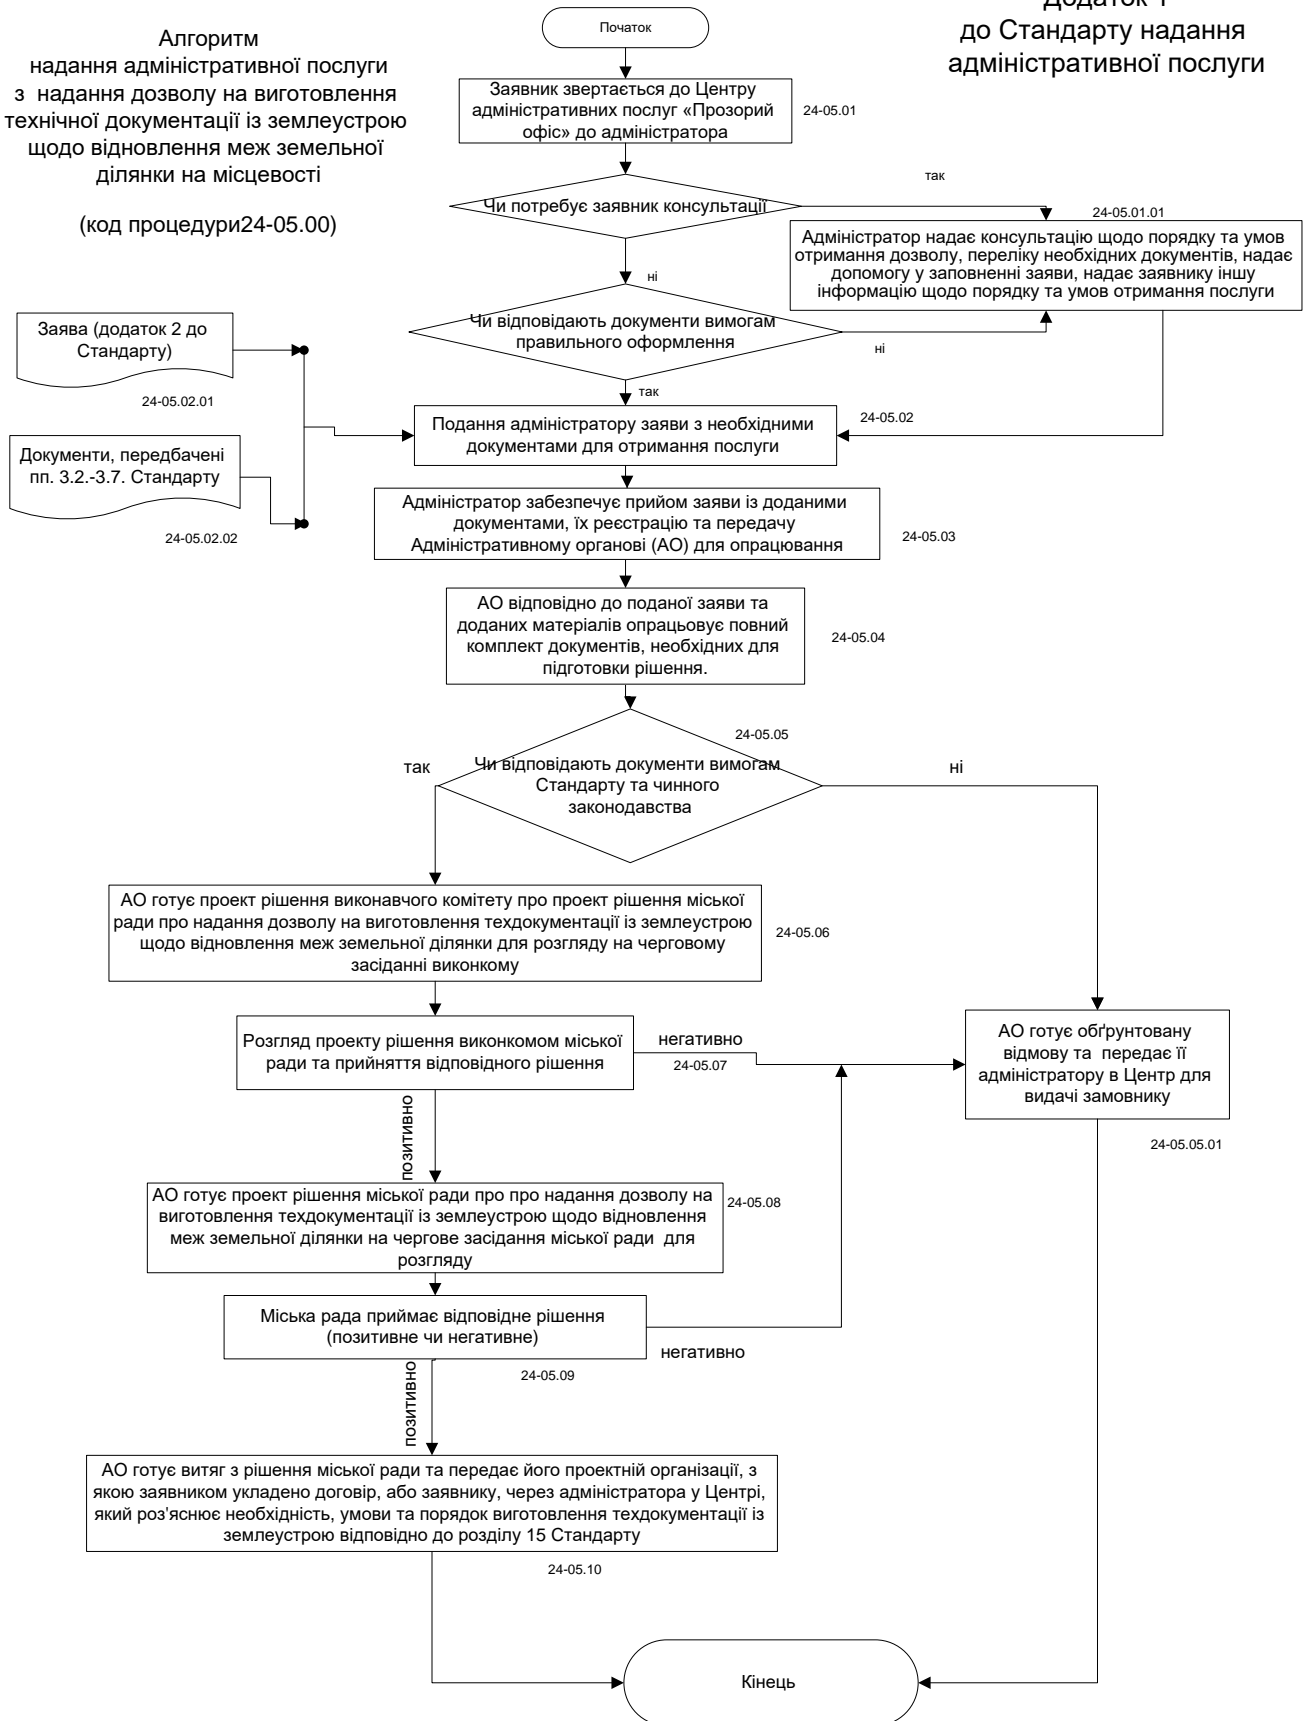 Додаток 1
до Стандарту надання
адміністративної послуги
Алгоритм
надання адміністративної послуги
з надання дозволу на виготовлення
технічної документації із землеустрою
щодо відновлення меж земельної
ділянки на місцевості
(код процедури24-05.00)
Початок
Заявник звертається до Центру
адміністративних послуг «Прозорий
офіс» до адміністратора
24-05.01
Чи потребує заявник консультації
так
24-05.01.01
Адміністратор надає консультацію щодо порядку та умов
отримання дозволу, переліку необхідних документів, надає
допомогу у заповненні заяви, надає заявнику іншу
інформацію щодо порядку та умов отримання послуги
ні
Чи відповідають документи вимогам
правильного оформлення
ні
так
Заява (додаток 2 до
Стандарту)
24-05.02.01
Документи, передбачені
пп. 3.2.-3.7. Стандарту
24-05.02.02
Подання адміністратору заяви з необхідними
документами для отримання послуги
24-05.02
Адміністратор забезпечує прийом заяви із доданими
документами, їх реєстрацію та передачу
Адміністративному органові (АО) для опрацювання
24-05.03
АО відповідно до поданої заяви та
доданих матеріалів опрацьовує повний
комплект документів, необхідних для
підготовки рішення.
24-05.04
24-05.05
Чи відповідають документи вимогам
Стандарту та чинного
законодавства
так
ні
АО готує проект рішення виконавчого комітету про проект рішення міської
ради про надання дозволу на виготовлення техдокументації із землеустрою
щодо відновлення меж земельної ділянки для розгляду на черговому
засіданні виконкому
24-05.06
Розгляд проекту рішення виконкомом міської
ради та прийняття відповідного рішення
негативно
24-05.07
АО готує обґрунтовану
відмову та передає її
адміністратору в Центр для
видачі замовнику
24-05.05.01
позитивно
АО готує проект рішення міської ради про про надання дозволу на
виготовлення техдокументації із землеустрою щодо відновлення
меж земельної ділянки на чергове засідання міської ради для
розгляду
24-05.08
Міська рада приймає відповідне рішення
(позитивне чи негативне)
негативно
24-05.09
позитивно
АО готує витяг з рішення міської ради та передає його проектній організації, з
якою заявником укладено договір, або заявнику, через адміністратора у Центрі,
який роз'яснює необхідність, умови та порядок виготовлення техдокументації із
землеустрою відповідно до розділу 15 Стандарту
24-05.10
Кінець